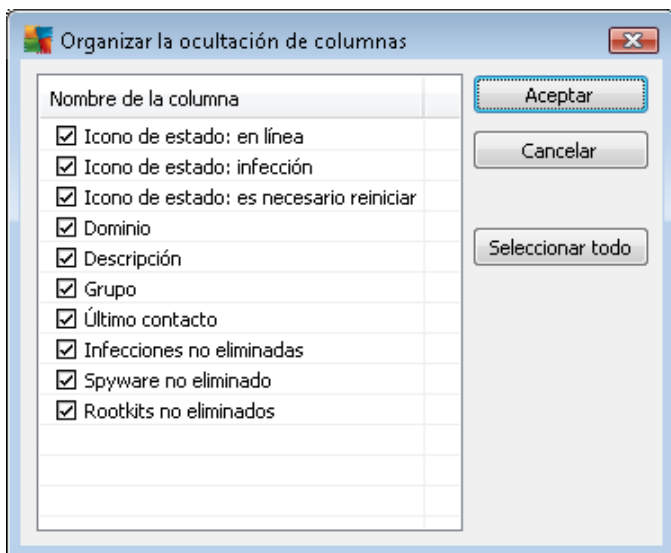 Organizar la ocultación de columnas
Nombre de la columna
Icono de estado: en línea
Icono de estado: infección
Icono de estado: es necesario reiniciar
Dominio
Descripción
Grupo
Último contacto
Infecciones no eliminadas
Spyware no eliminado
Rootkits no eliminados
Aceptar
Cancelar
Seleccionar todo